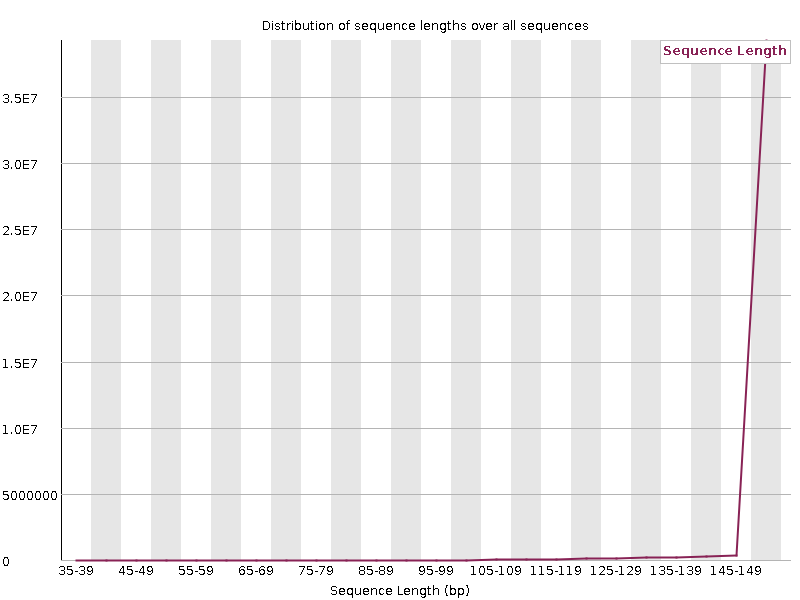 Distribution of sequence lengths over all sequences
Sequence Length
3.5E7
3.0E7
2.5E7
2.0E7
1.5E7
1.0E7
5000000
0
35-39 45-49 55-59 65-69 75-79 85-89 95-99 105-109 115-119 125-129 135-139 145-149
Sequence Length (bp)